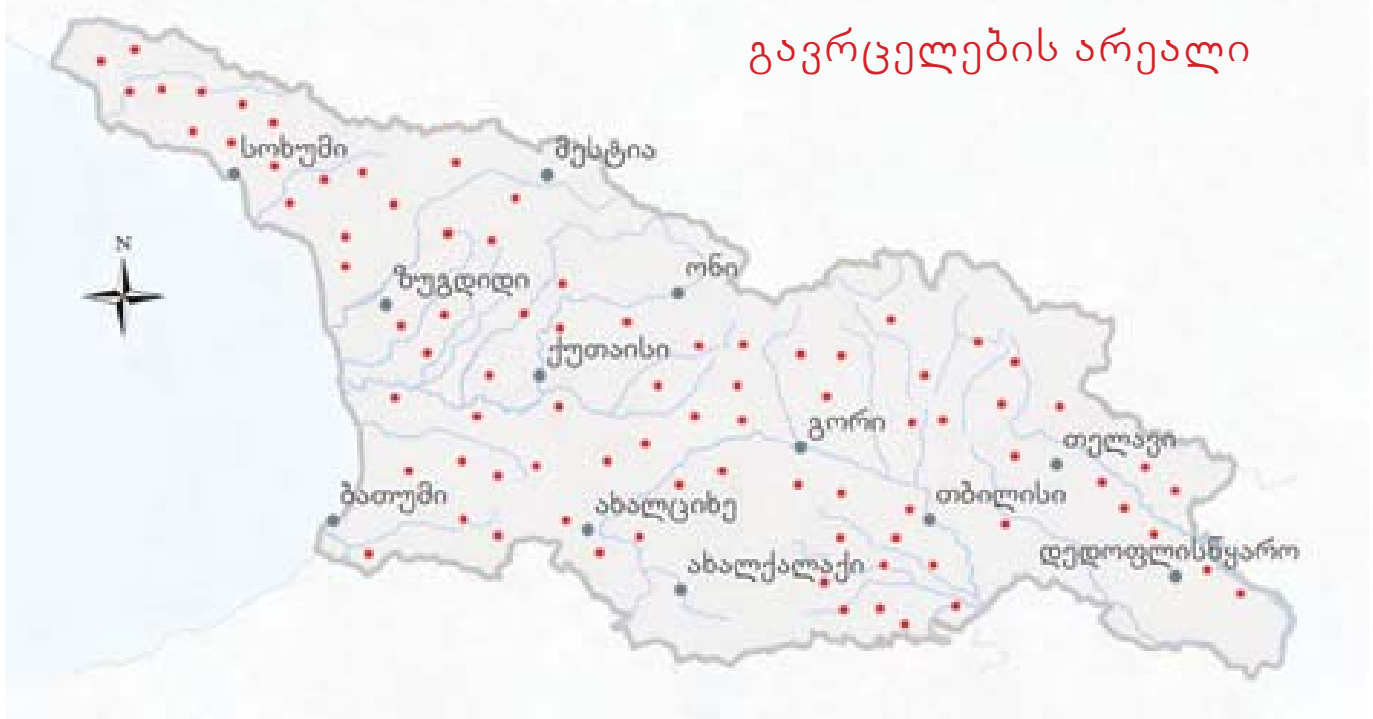 გავრცელების არეალი
სოხუმი
მესტია
N
ზუგდიდი
ონი
ქუთაისი
გორი
თელავი
ბათუმი
ახალციხე
თბილისი
ახალქალაქი
დედოფლისწყარო